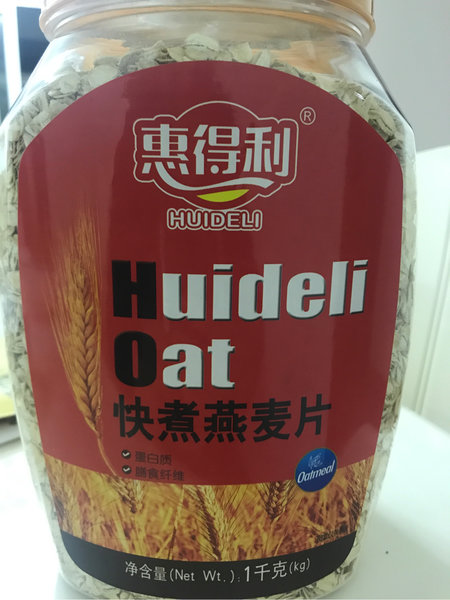 惠得利®
HUIDELI
Huideli
Oat
快煮燕麦片
蛋白质
膳食纤维
Oatmeal
净含量(Net Wt.):1千克(kg)